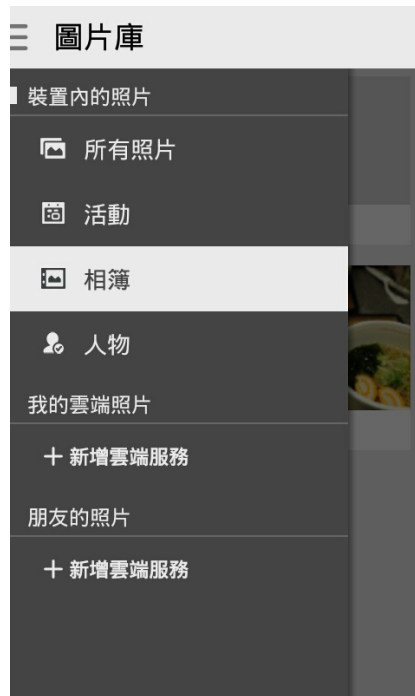 圖片庫
裝置內的照片
所有照片
活動
相簿
人物
我的雲端照片
＋新增雲端服務
朋友的照片
＋新增雲端服務